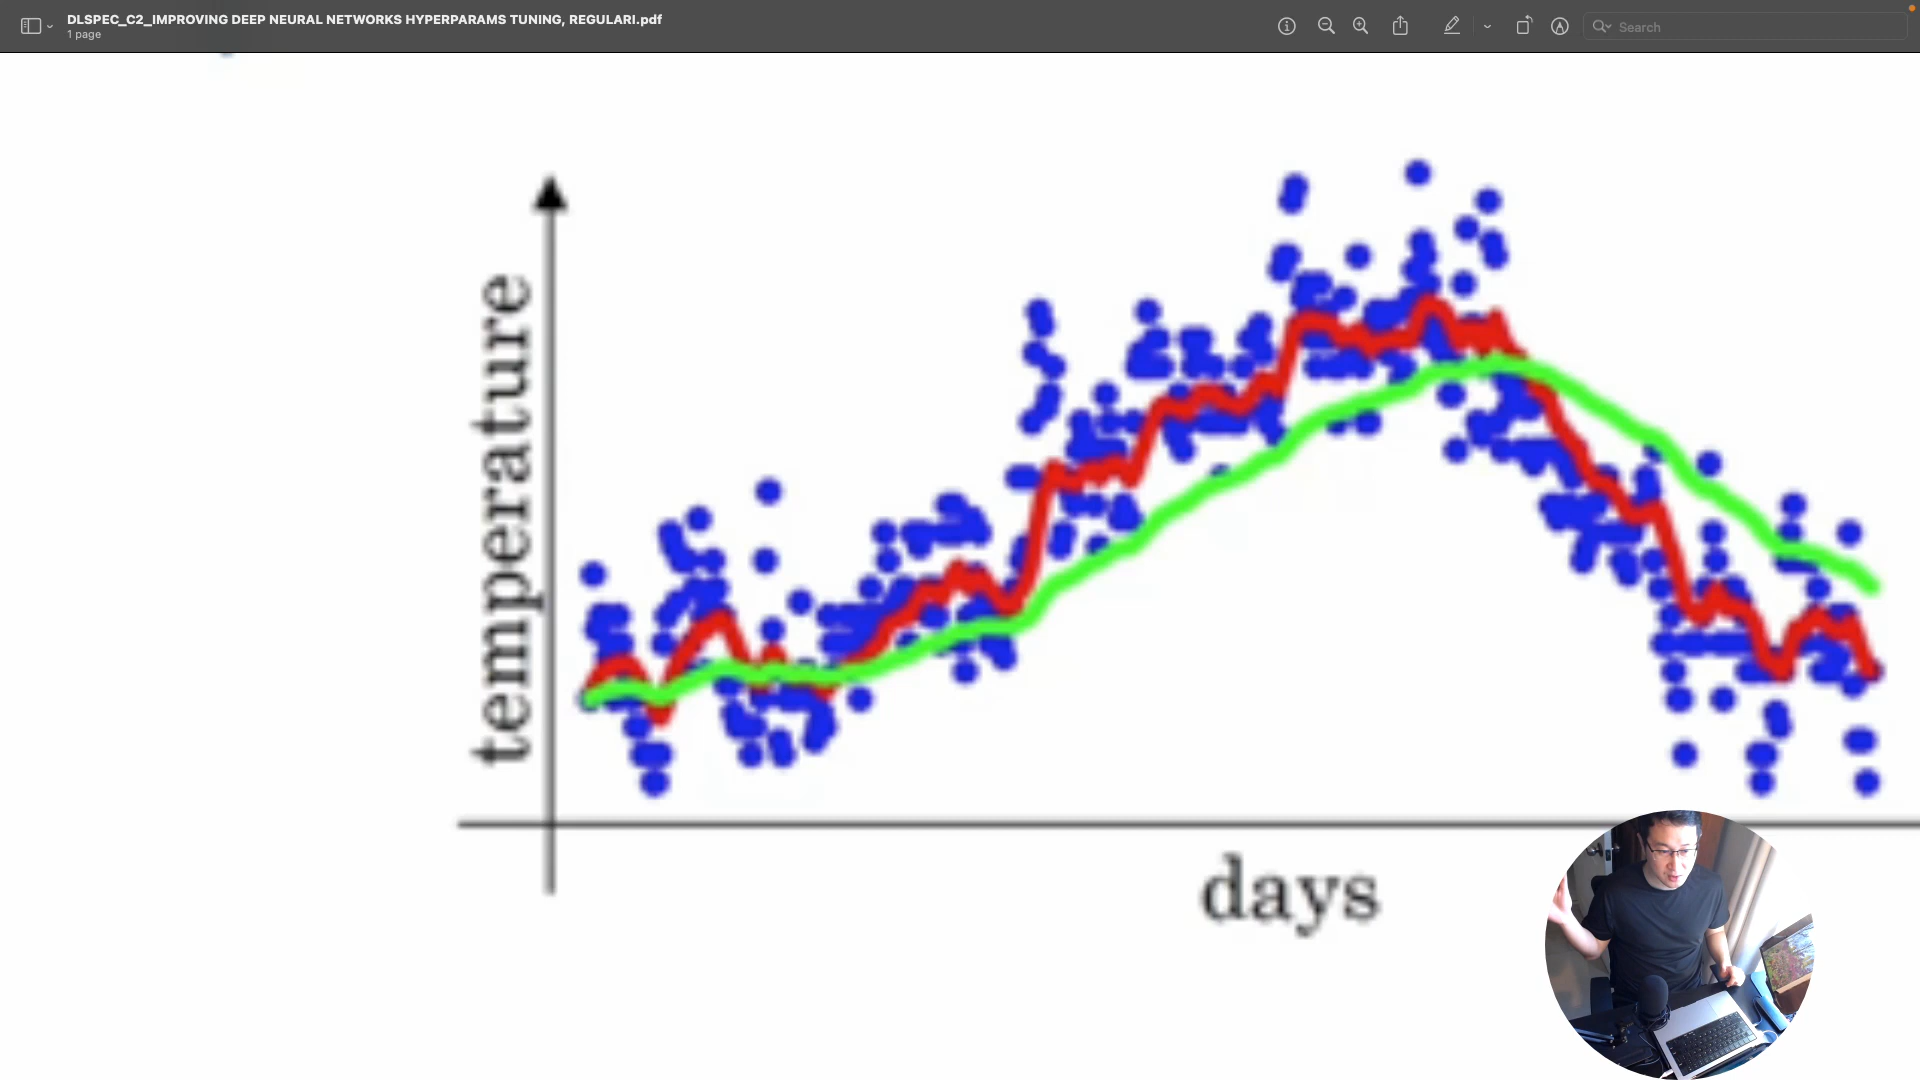 DLSPEC_C2_IMPROVING DEEP NEURAL NETWORKS HYPERPARAMS TUNING, REGULARI.pdf
1 page
Search
temperature
days